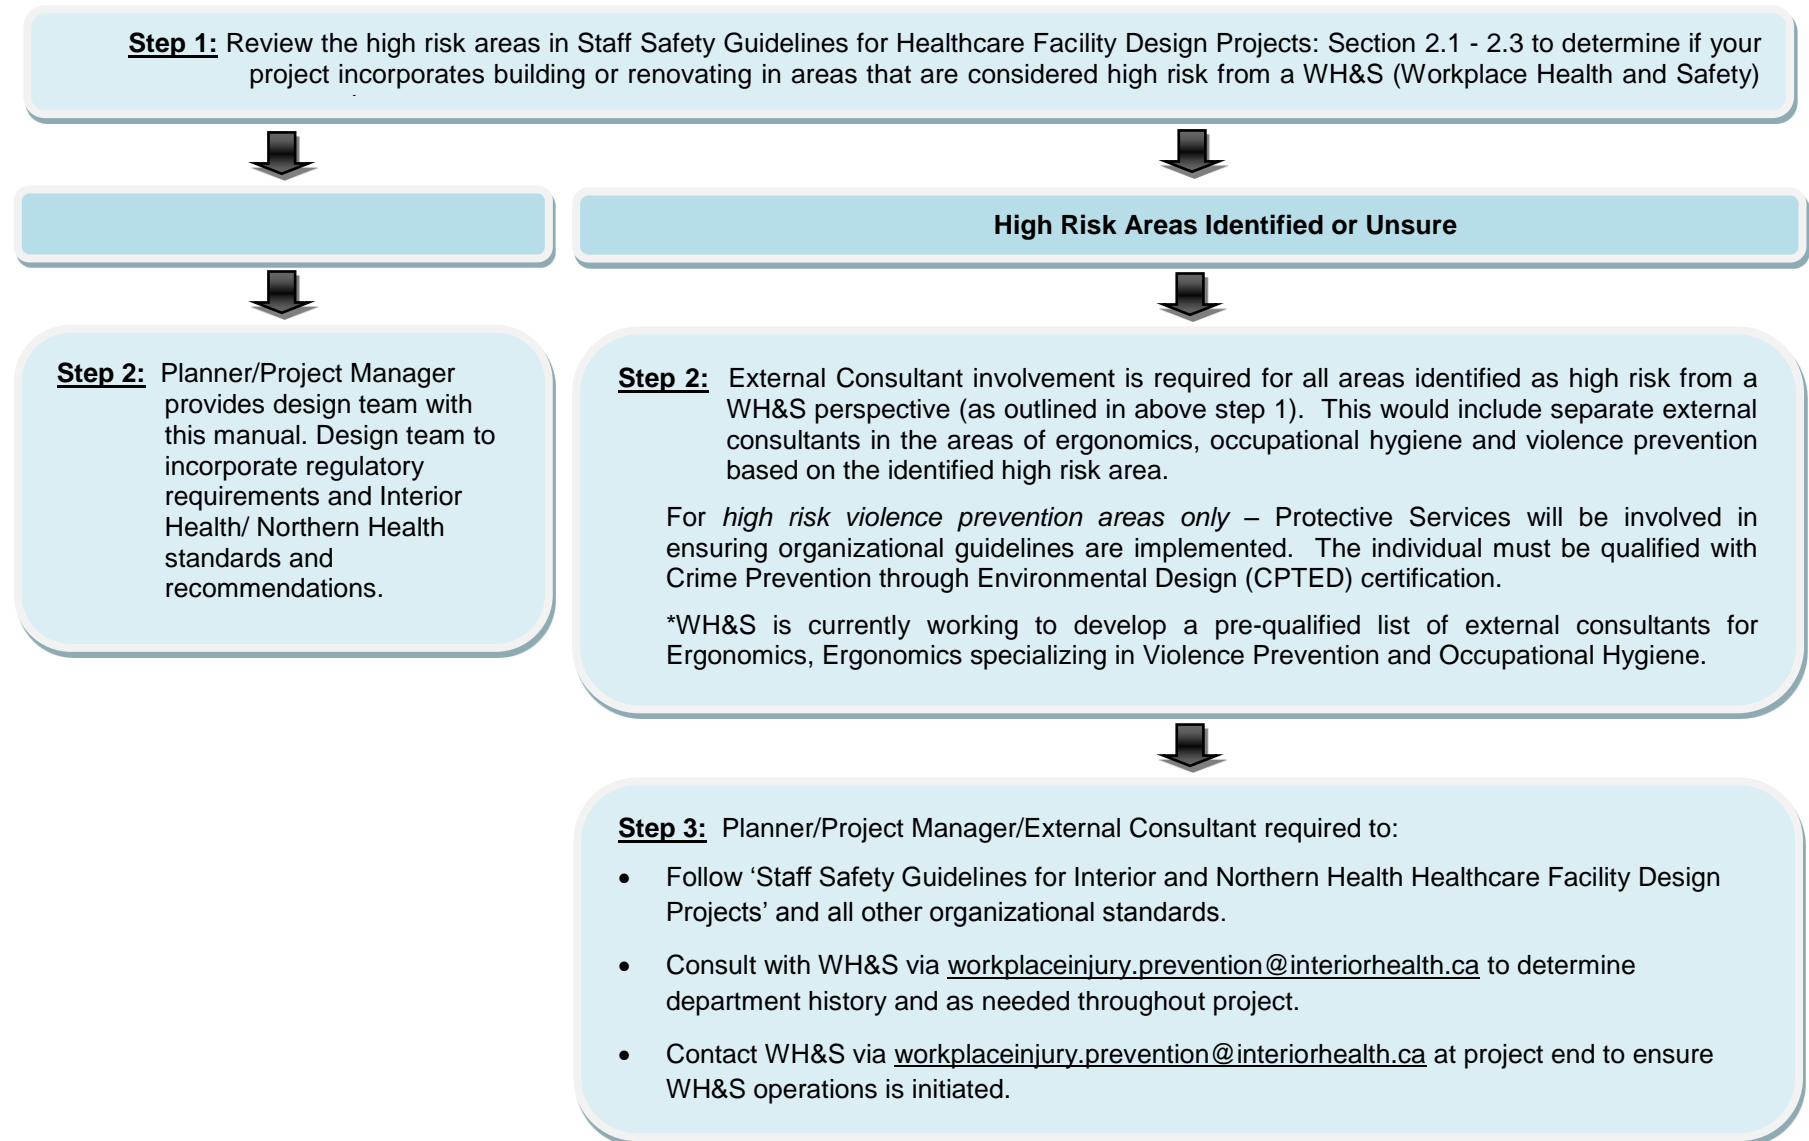 Step 1: Review the high risk areas in Staff Safety Guidelines for Healthcare Facility Design Projects: Section 2.1 - 2.3 to determine if your
project incorporates building or renovating in areas that are considered high risk from a WH&S (Workplace Health and Safety)
High Risk Areas Identified or Unsure
Step 2: Planner/Project Manager
provides design team with
this manual. Design team to
incorporate regulatory
requirements and Interior
Health/ Northern Health
standards and
recommendations.
Step 2: External Consultant involvement is required for all areas identified as high risk from a
WH&S perspective (as outlined in above step 1). This would include separate external
consultants in the areas of ergonomics, occupational hygiene and violence prevention
based on the identified high risk area.
For high risk violence prevention areas only – Protective Services will be involved in
ensuring organizational guidelines are implemented. The individual must be qualified with
Crime Prevention through Environmental Design (CPTED) certification.
*WH&S is currently working to develop a pre-qualified list of external consultants for
Ergonomics, Ergonomics specializing in Violence Prevention and Occupational Hygiene.
Step 3: Planner/Project Manager/External Consultant required to:
• Follow ‘Staff Safety Guidelines for Interior and Northern Health Healthcare Facility Design
Projects’ and all other organizational standards.
• Consult with WH&S via workplaceinjury.prevention@interiorhealth.ca to determine
department history and as needed throughout project.
• Contact WH&S via workplaceinjury.prevention@interiorhealth.ca at project end to ensure
WH&S operations is initiated.